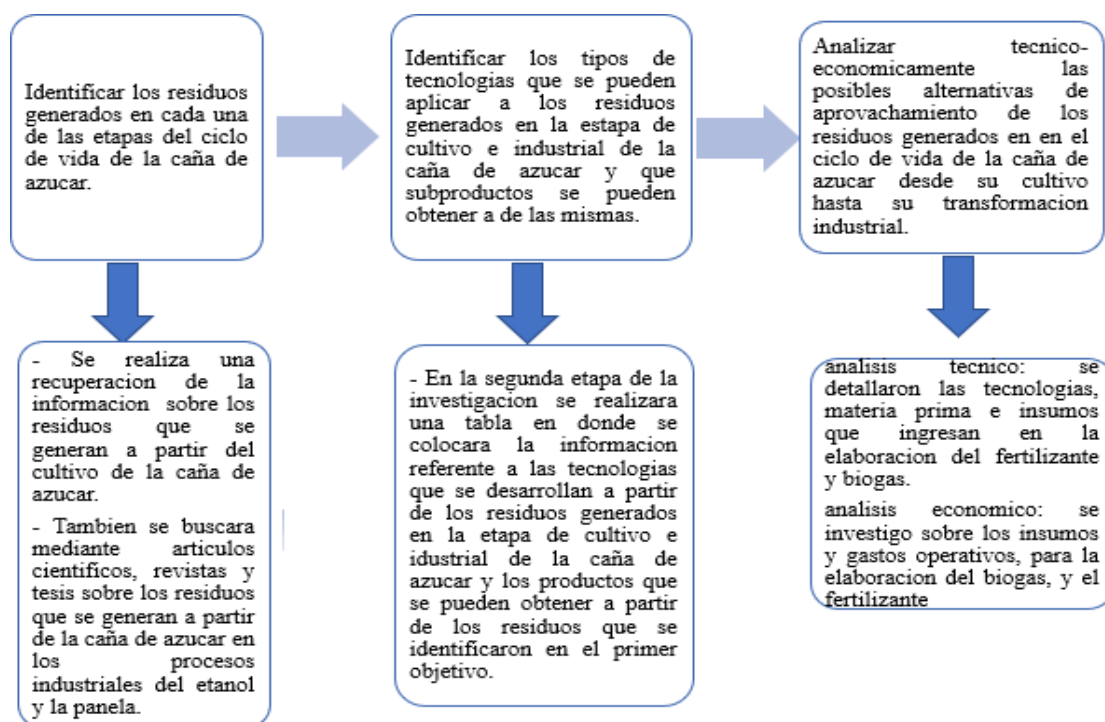 Identificar los residuos
generados en cada una
de las etapas del ciclo
de vida de la caña de
azucar.
Identificar los tipos de
tecnologias que se pueden
aplicar a los residuos
generados en la estapa de
cultivo e industrial de la
caña de azucar y que
subproductos se pueden
obtener a de las mismas.
Analizar tecnico-
economicamente las
posibles alternativas de
aprovachamiento de los
residuos generados en en el
ciclo de vida de la caña de
azucar desde su cultivo
hasta su transformacion
industrial.
- Se realiza una
recuperacion de la
informacion sobre los
residuos que se
generan a partir del
cultivo de la caña de
azucar.
- Tambien se buscara
mediante articulos
cientificos, revistas y
tesis sobre los residuos
que se generan a partir
de la caña de azucar en
los procesos
industriales del etanol
y la panela.
- En la segunda etapa de la
investigacion se realizara
una tabla en donde se
colocara la informacion
referente a las tecnologias
que se desarrollan a partir
de los residuos generados
en la etapa de cultivo e
idustrial de la caña de
azucar y los productos que
se pueden obtener a partir
de los residuos que se
identificaron en el primer
objetivo.
analisis tecnico: se
detallaron las tecnologias,
materia prima e insumos
que ingresan en la
elaboracion del fertilizante
y biogas.
analisis economico: se
investigo sobre los insumos
y gastos operativos, para la
elaboracion del biogas, y el
fertilizante